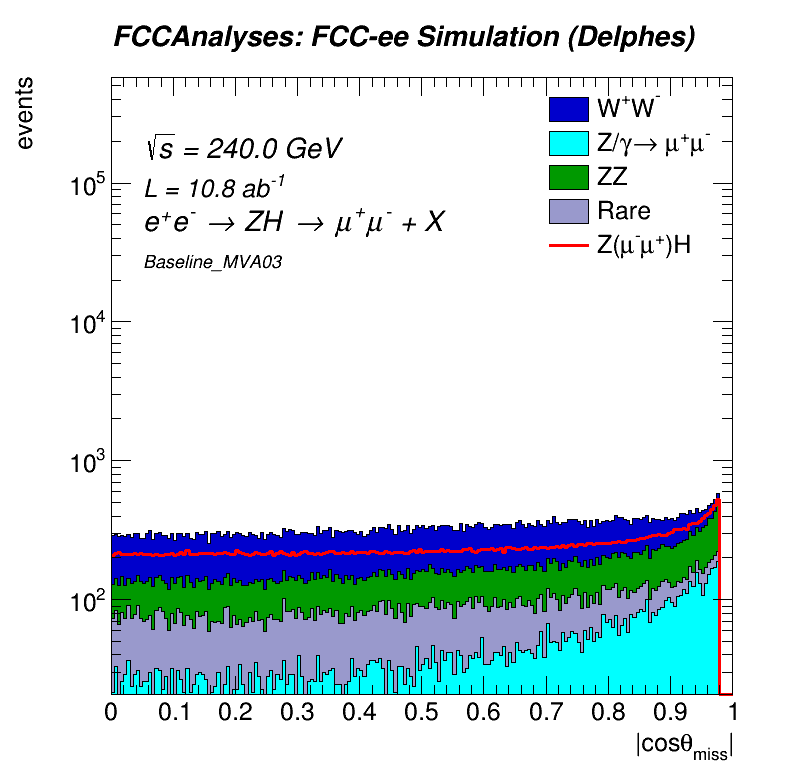 FCCAnalyses: FCC-ee Simulation (Delphes)
events
√s = 240.0 GeV
L = 10.8 ab⁻¹
e⁺e⁻ → ZH → μ⁺μ⁻ + X
Baseline_MVA03
W⁺W⁻
Z/γ→ μ⁺μ⁻
ZZ
Rare
Z(μ⁻μ⁺)H
10⁵
10⁴
10³
10²
0 0.1 0.2 0.3 0.4 0.5 0.6 0.7 0.8 0.9 1
|cosθmiss|